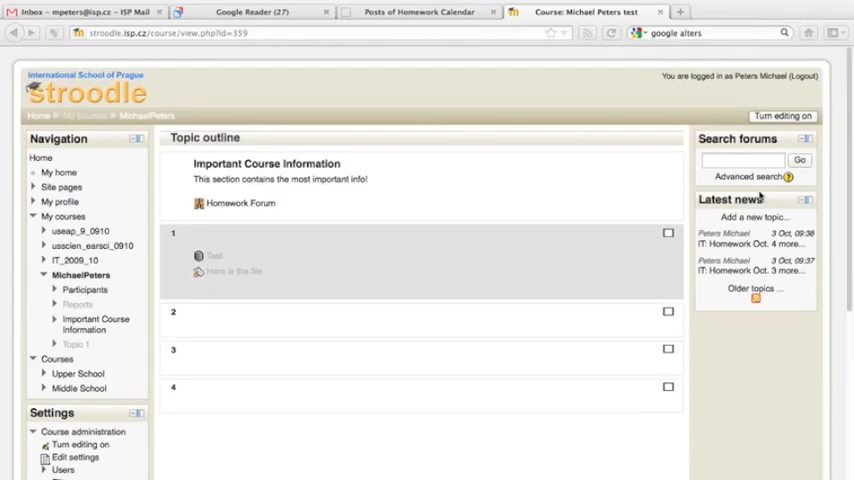 Inbox – mpeters@isp.cz – ISP Mail
Google Reader (27)
Posts of Homework Calendar
Course: Michael Peters test
stroodle.isp.cz/course/view.php?id=359
google alters
International School of Prague
stroodle
You are logged in as Peters Michael (Logout)
Home My courses MichaelPeters
Turn editing on
Navigation
Home
My home
Site pages
My profile
My courses
useap_9_0910
usscien_earsci_0910
IT_2009_10
MichaelPeters
Participants
Reports
Important Course
Information
Topic 1
Courses
Upper School
Middle School
Settings
Course administration
Turn editing on
Edit settings
Users
Topic outline
Important Course Information
This section contains the most important info!
Homework Forum
1
Test
Here is the file
2
3
4
Search forums
Go
Advanced search
Latest news
Add a new topic...
Peters Michael 3 Oct, 09:38
IT: Homework Oct. 4 more...
Peters Michael 3 Oct, 09:37
IT: Homework Oct. 3 more...
Older topics ...